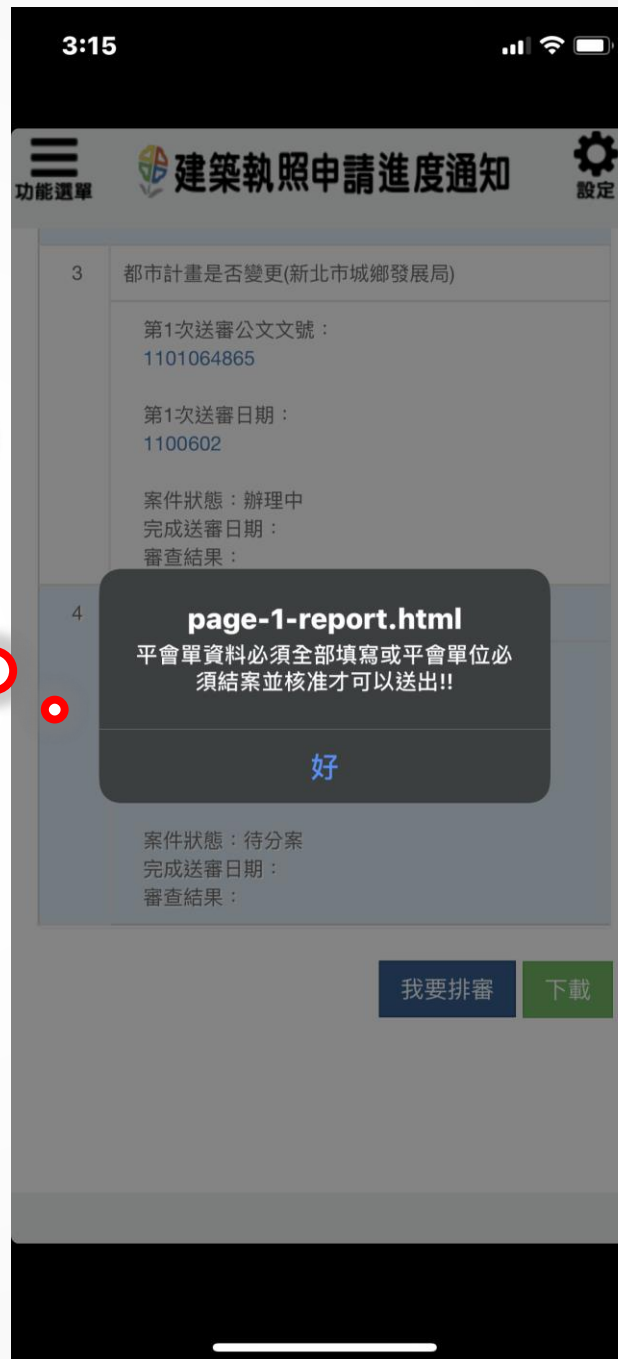 3:15
功能選單
建築執照申請進度通知
設定
3
都市計畫是否變更(新北市城鄉發展局)
第1次送審公文文號：
1101064865
第1次送審日期：
1100602
案件狀態：辦理中
完成送審日期：
審查結果：
4
page-1-report.html
平會單資料必須全部填寫或平會單位必
須結案並核准才可以送出!!
好
案件狀態：待分案
完成送審日期：
審查結果：
我要排審
下載